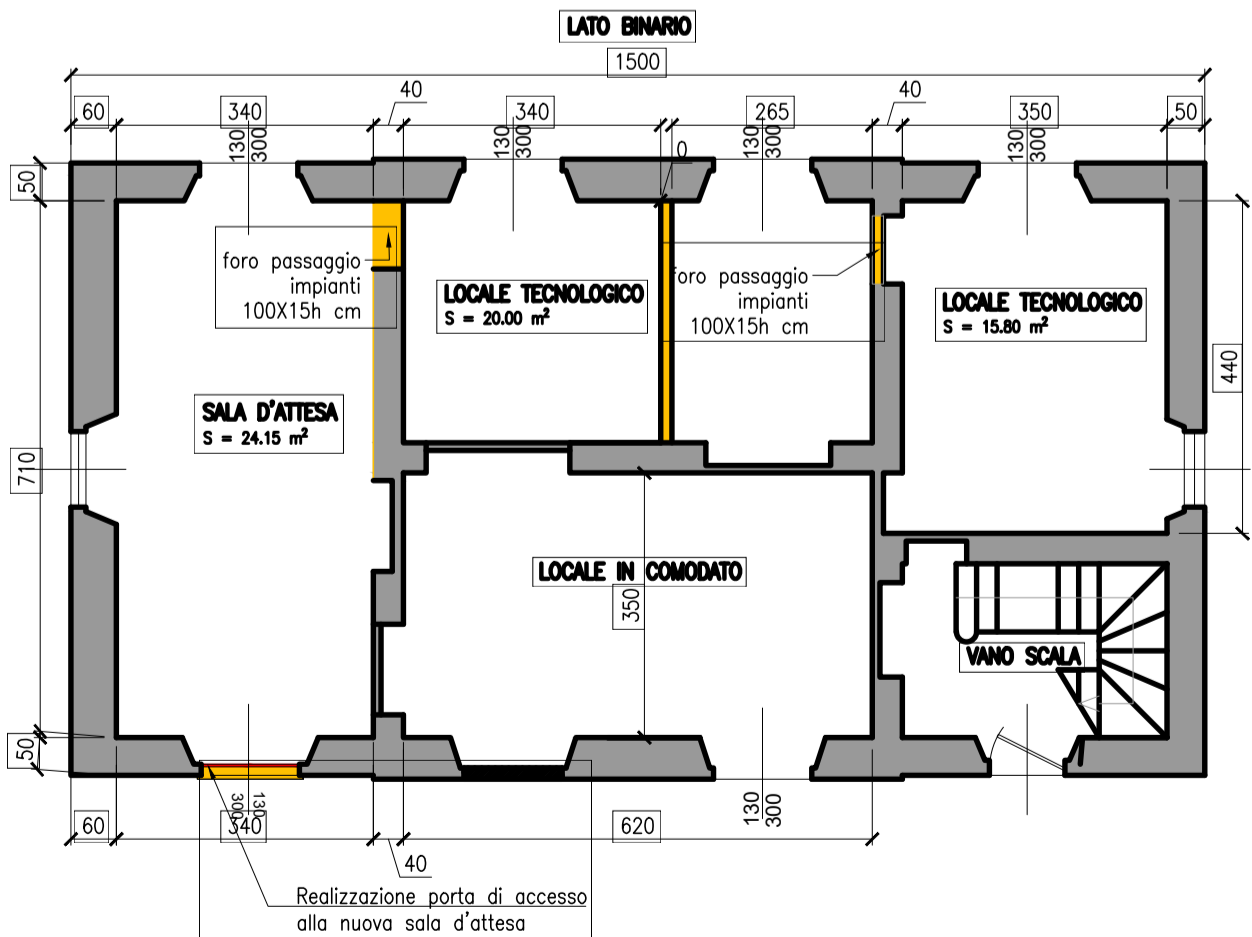 LATO BINARIO
1500
60
340
40
340
265
40
350
50
130
300
130
300
130
300
130
300
0
50
foro passaggio
impianti
100X15h cm
foro passaggio
impianti
100X15h cm
LOCALE TECNOLOGICO
S = 20.00 m²
LOCALE TECNOLOGICO
S = 15.80 m²
440
SALA D'ATTESA
S = 24.15 m²
710
LOCALE IN COMODATO
350
VANO SCALA
50
130
300
130
300
60
340
40
620
Realizzazione porta di accesso
alla nuova sala d'attesa